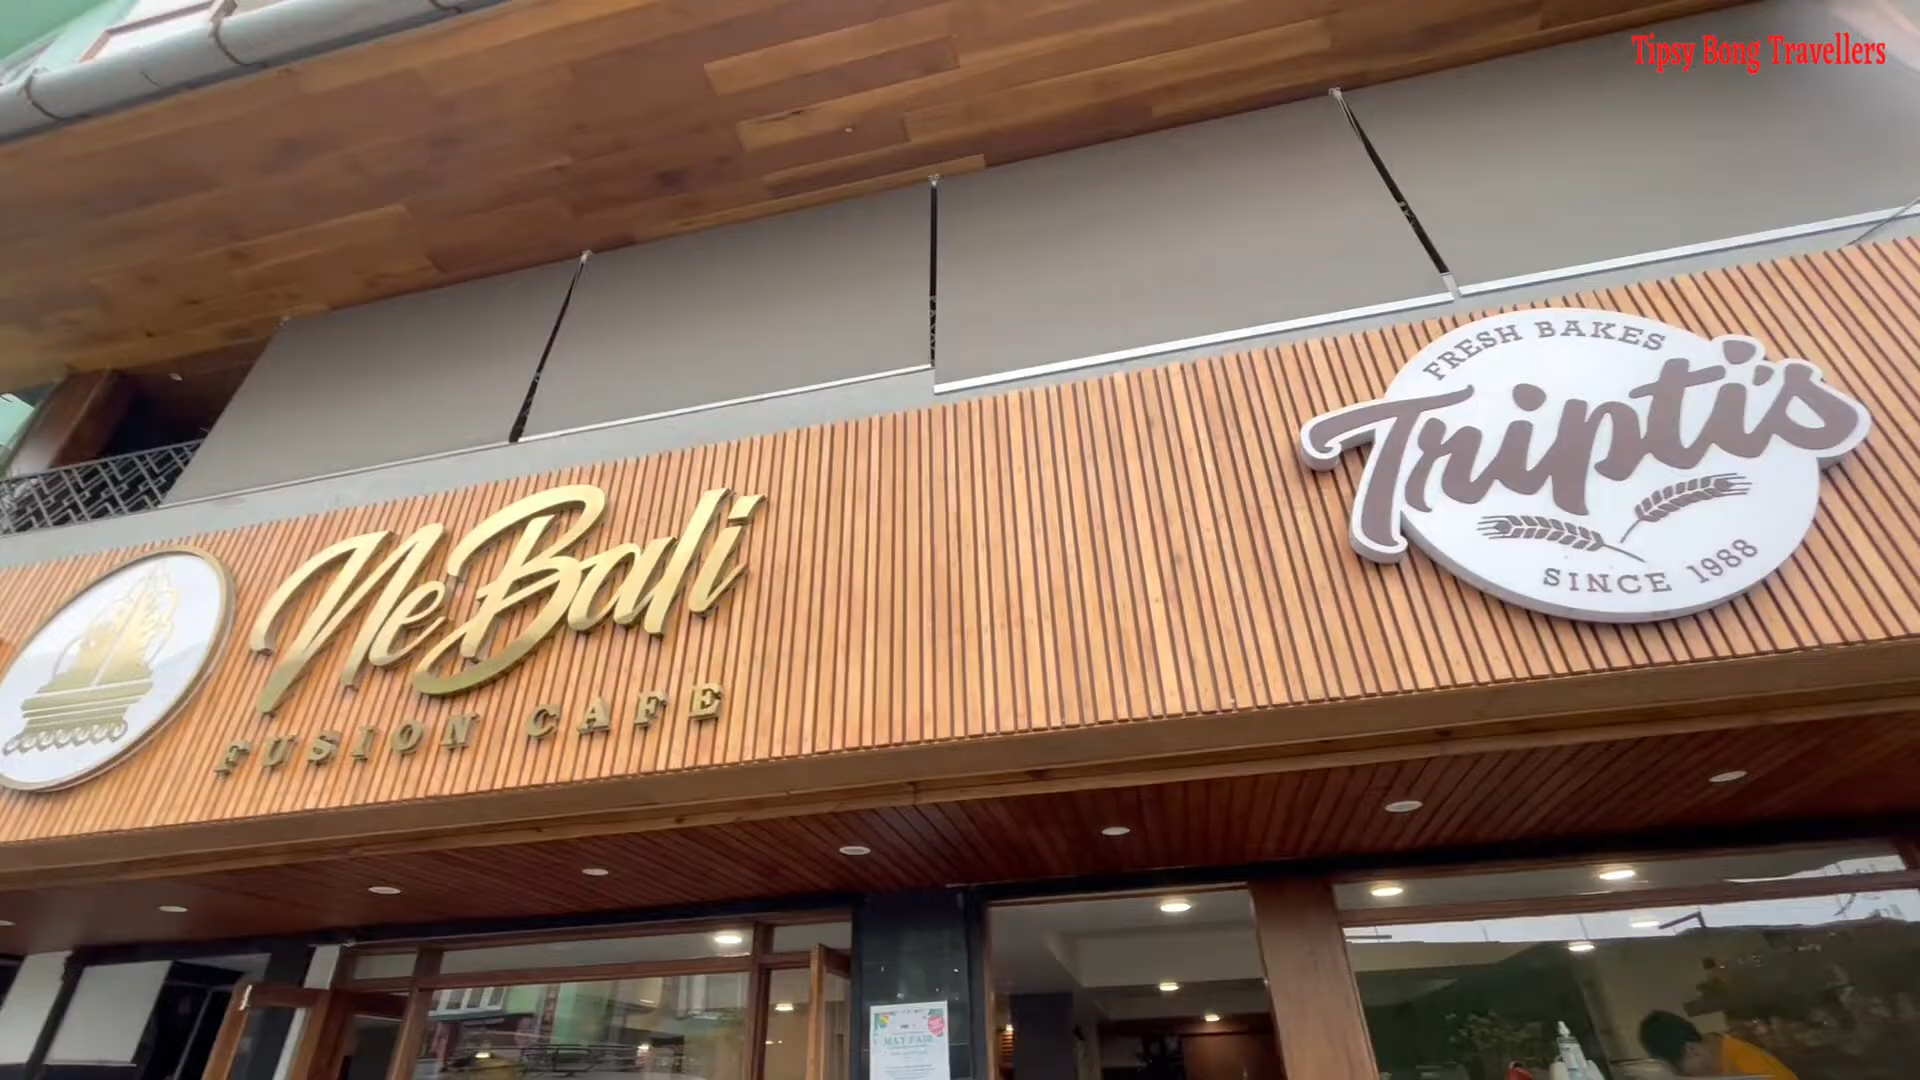 Tipsy Bong Travellers
FRESH BAKES
Tripti's
SINCE 1988
NeBali
FUSION CAFE
MAY FAIR